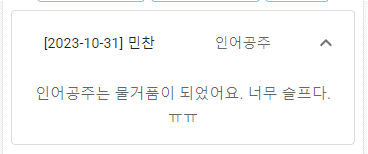 [2023-10-31] 민찬 인어공주
인어공주는 물거품이 되었어요. 너무 슬프다.
ㅠㅠ